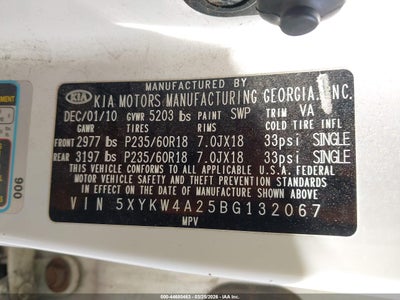 MANUFACTURED BY
KIA KIA MOTORS MANUFACTURING GEORGIA, INC.
DEC/01/10 GVWR 5203 lbs PAINT SWP TRIM VA 1
GAWR TIRES RIMS COLD TIRE INFL
FRONT 2977 lbs P235/60R18 7.0JX18 33psi SINGLE
REAR 3197 lbs P235/60R18 7.0JX18 33psi SINGLE
THIS VEHICLE CONFORMS TO ALL APPLICABLE U.S.A. FEDERAL
MOTOR VEHICLE SAFETY AND THEFT PREVENTION STANDARDS
IN EFFECT ON THE DATE OF MANUFACTURE SHOWN ABOVE.
VIN 5XYKW4A25BG132067
MPV
006